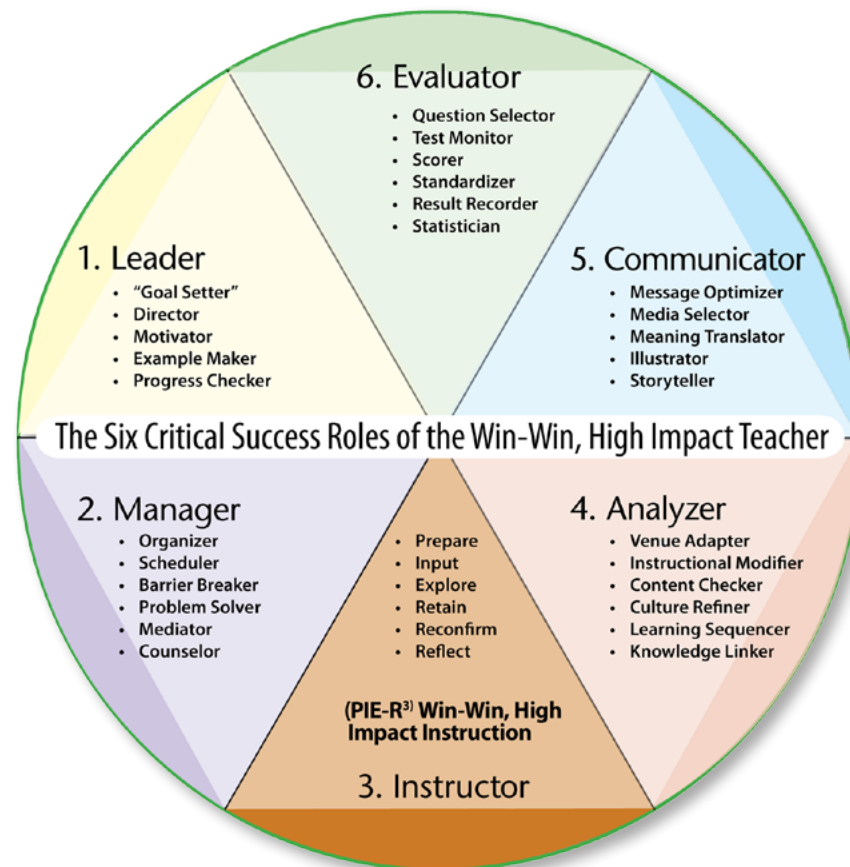 6. Evaluator
• Question Selector
• Test Monitor
• Scorer
• Standardizer
• Result Recorder
• Statistician
1. Leader
• “Goal Setter”
• Director
• Motivator
• Example Maker
• Progress Checker
5. Communicator
• Message Optimizer
• Media Selector
• Meaning Translator
• Illustrator
• Storyteller
The Six Critical Success Roles of the Win-Win, High Impact Teacher
2. Manager
• Organizer
• Scheduler
• Barrier Breaker
• Problem Solver
• Mediator
• Counselor
• Prepare
• Input
• Explore
• Retain
• Reconfirm
• Reflect
(PIE-R³⁾ Win-Win, High
Impact Instruction
3. Instructor
4. Analyzer
• Venue Adapter
• Instructional Modifier
• Content Checker
• Culture Refiner
• Learning Sequencer
• Knowledge Linker